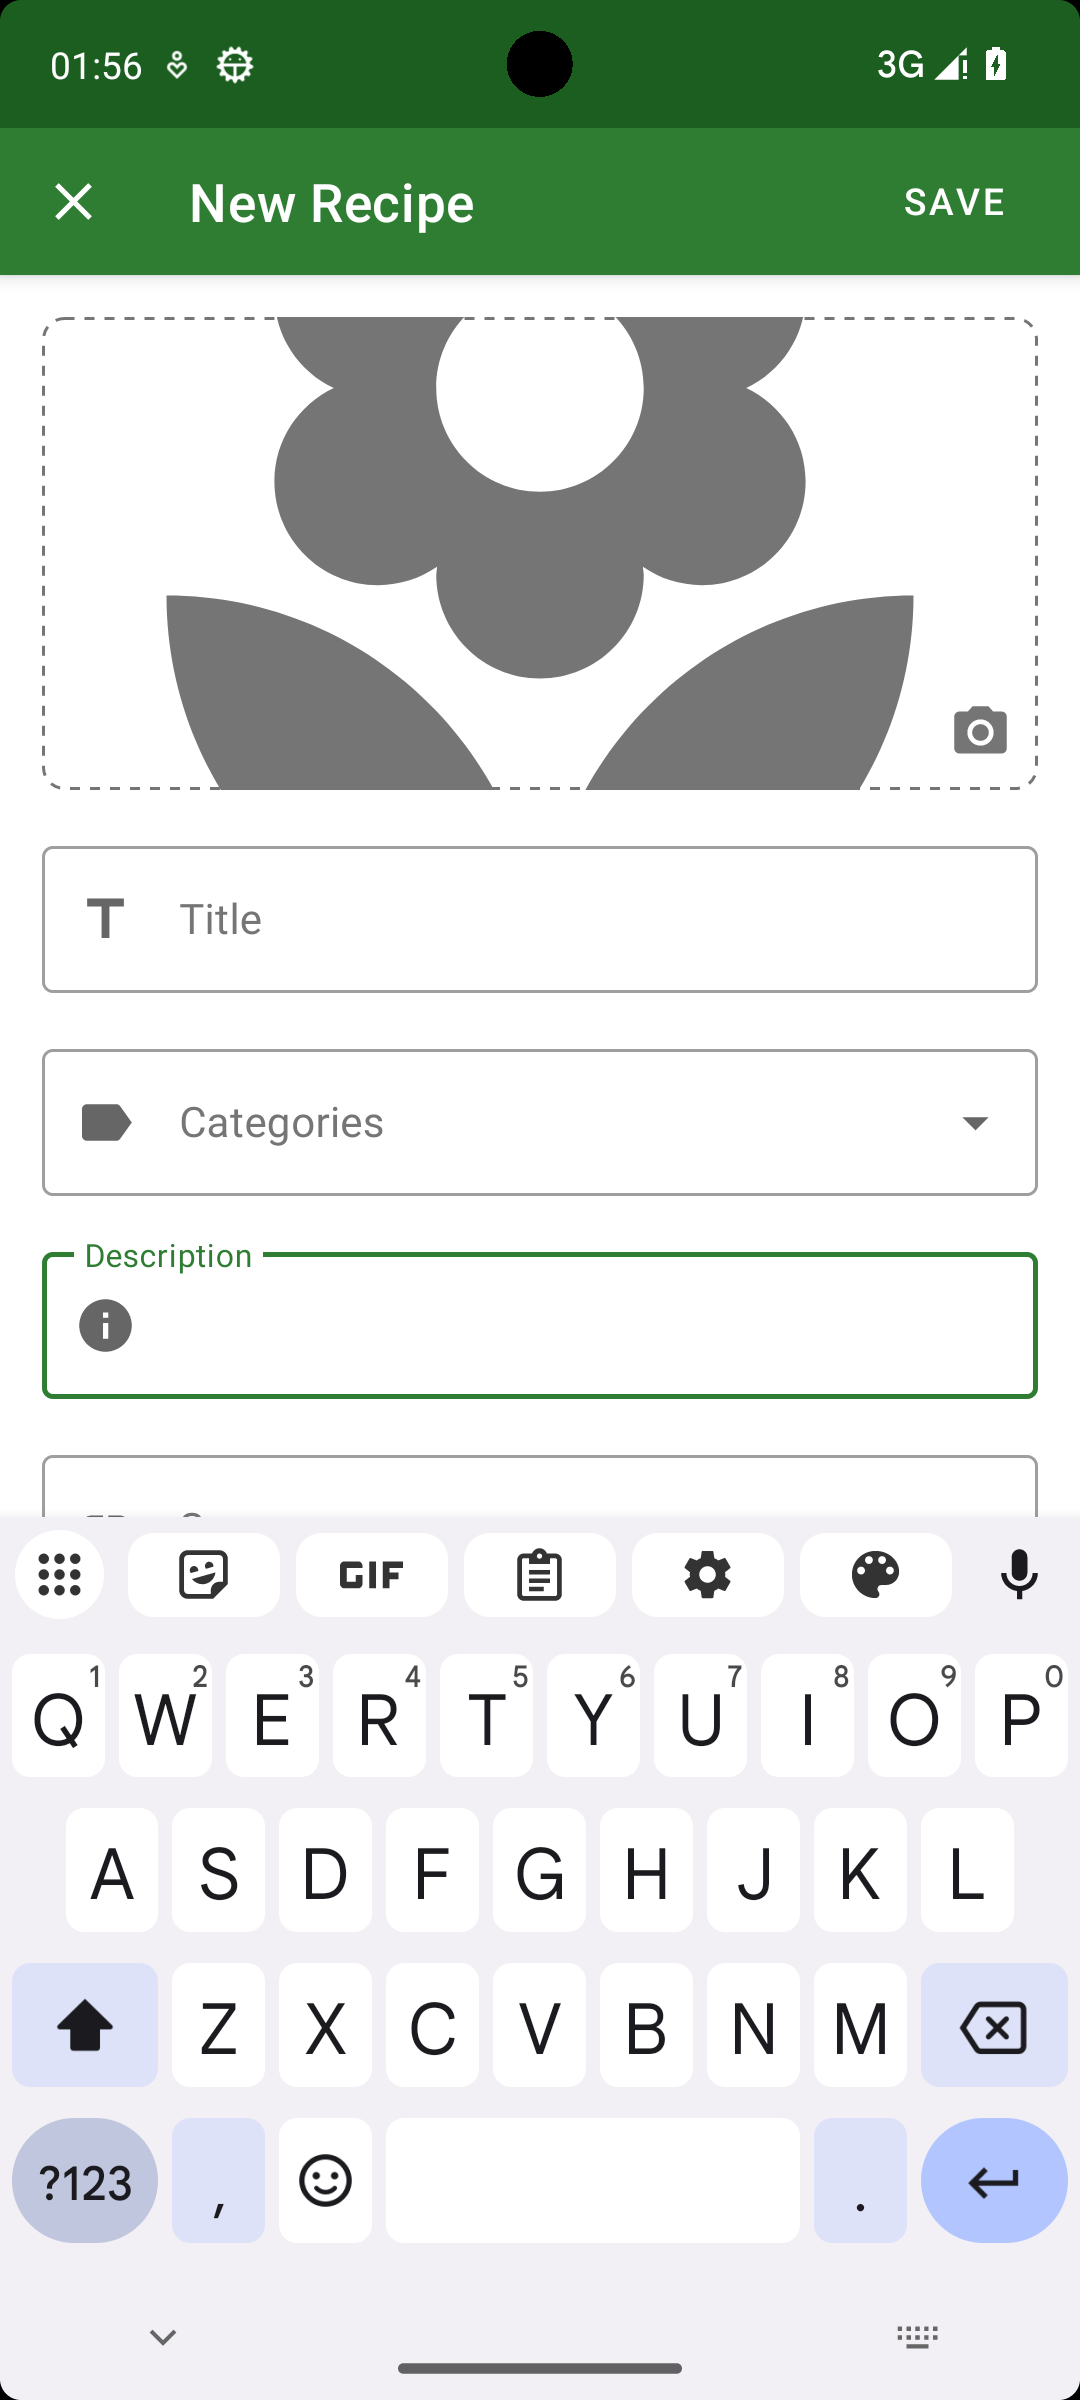 01:56
3G
New Recipe
SAVE
Title
Categories
Description
GIF
Q 1 W 2 E 3 R 4 T 5 Y 6 U 7 I 8 O 9 P 0
A S D F G H J K L
Z X C V B N M
?123 , .